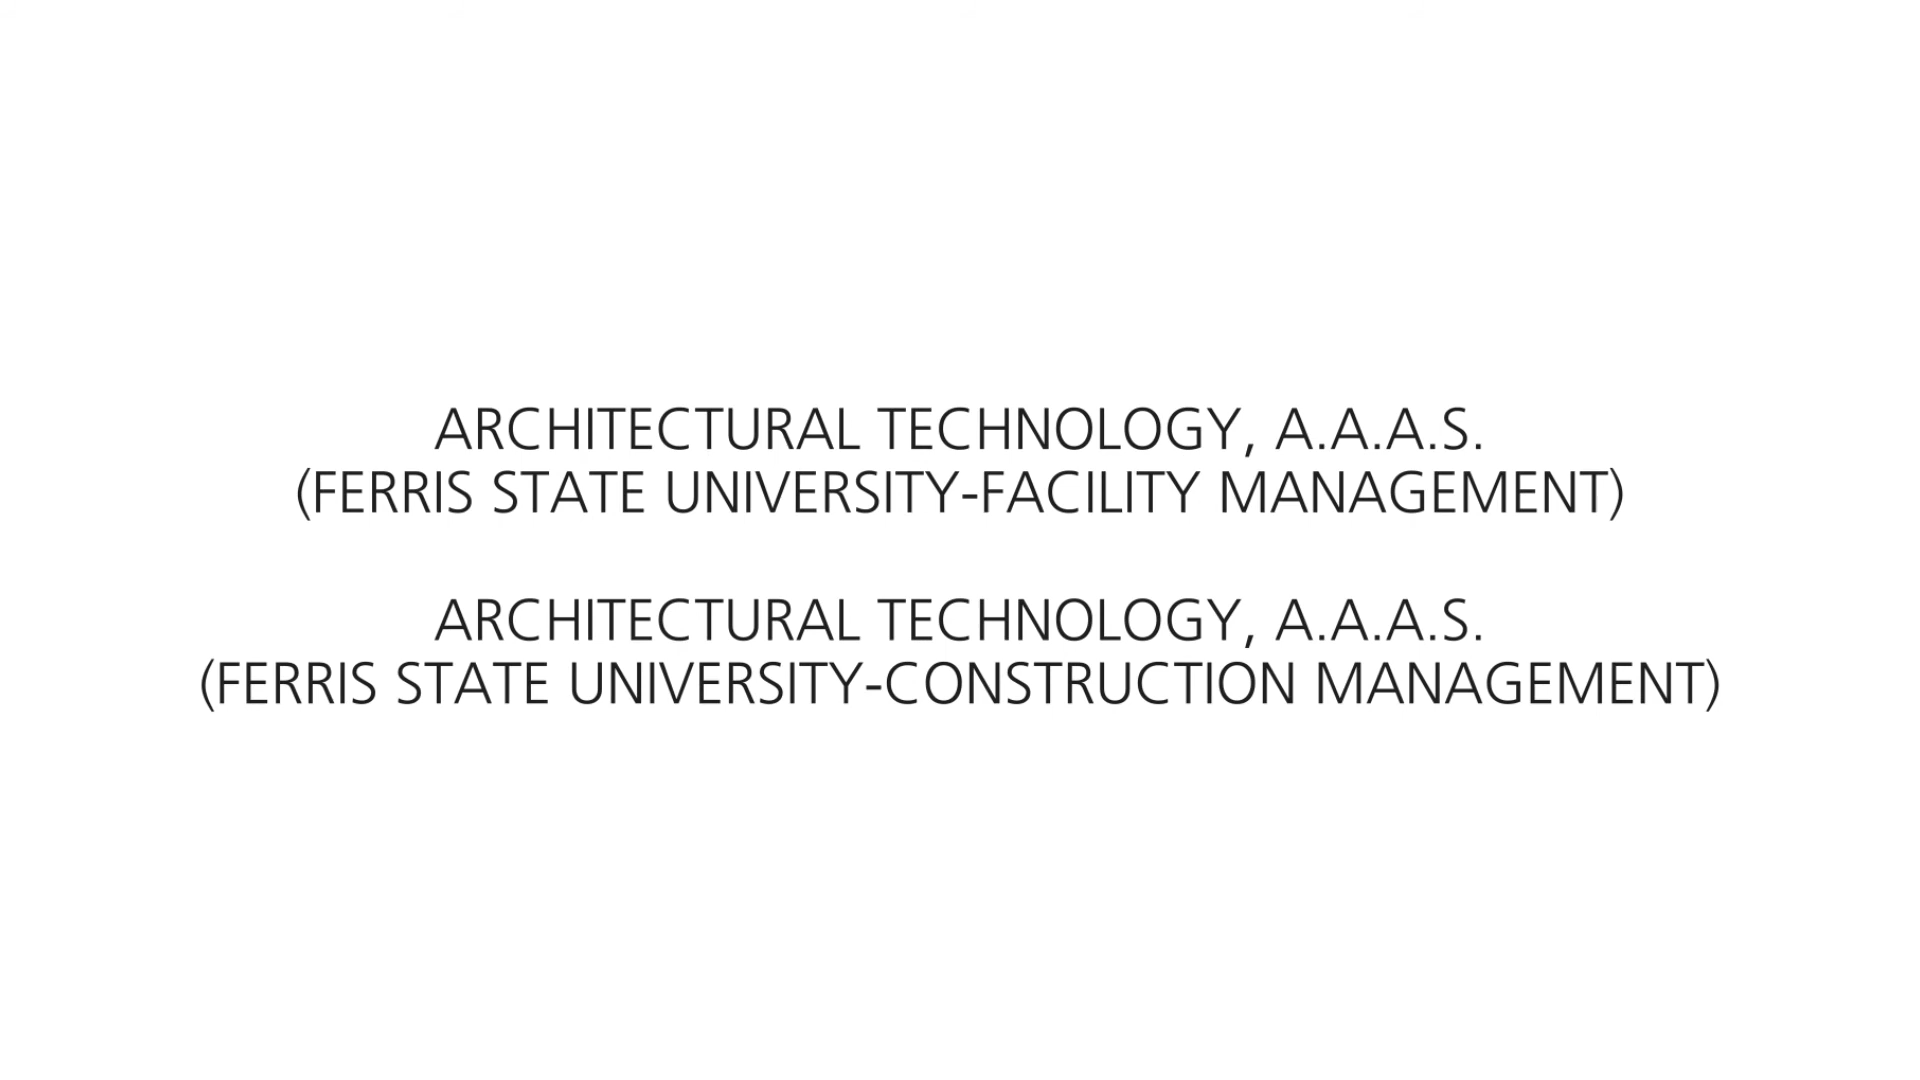 ARCHITECTURAL TECHNOLOGY, A.A.A.S.
(FERRIS STATE UNIVERSITY-FACILITY MANAGEMENT)
ARCHITECTURAL TECHNOLOGY, A.A.A.S.
(FERRIS STATE UNIVERSITY-CONSTRUCTION MANAGEMENT)